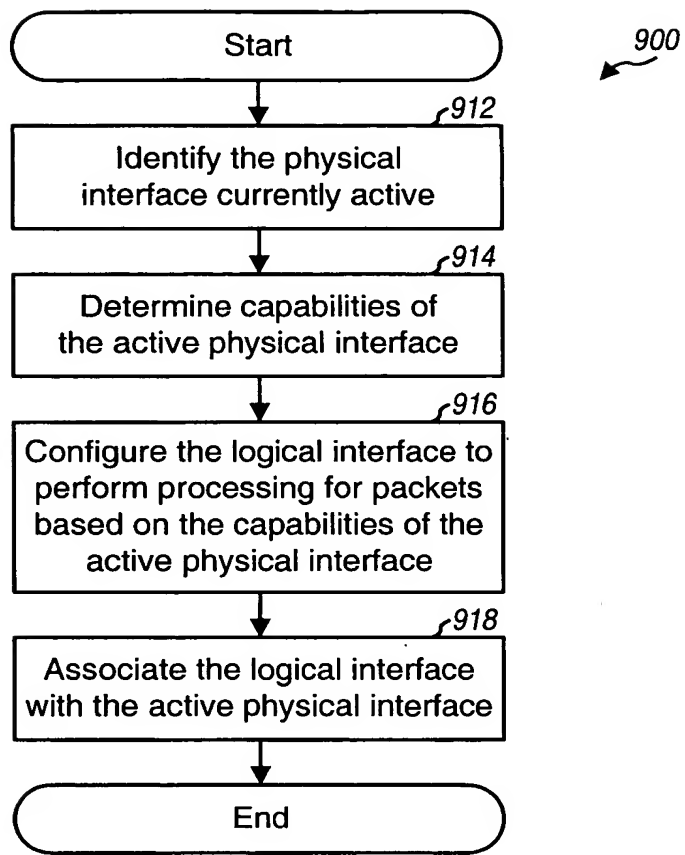 Start
900
912
Identify the physical
interface currently active
914
Determine capabilities of
the active physical interface
916
Configure the logical interface to
perform processing for packets
based on the capabilities of the
active physical interface
918
Associate the logical interface
with the active physical interface
End